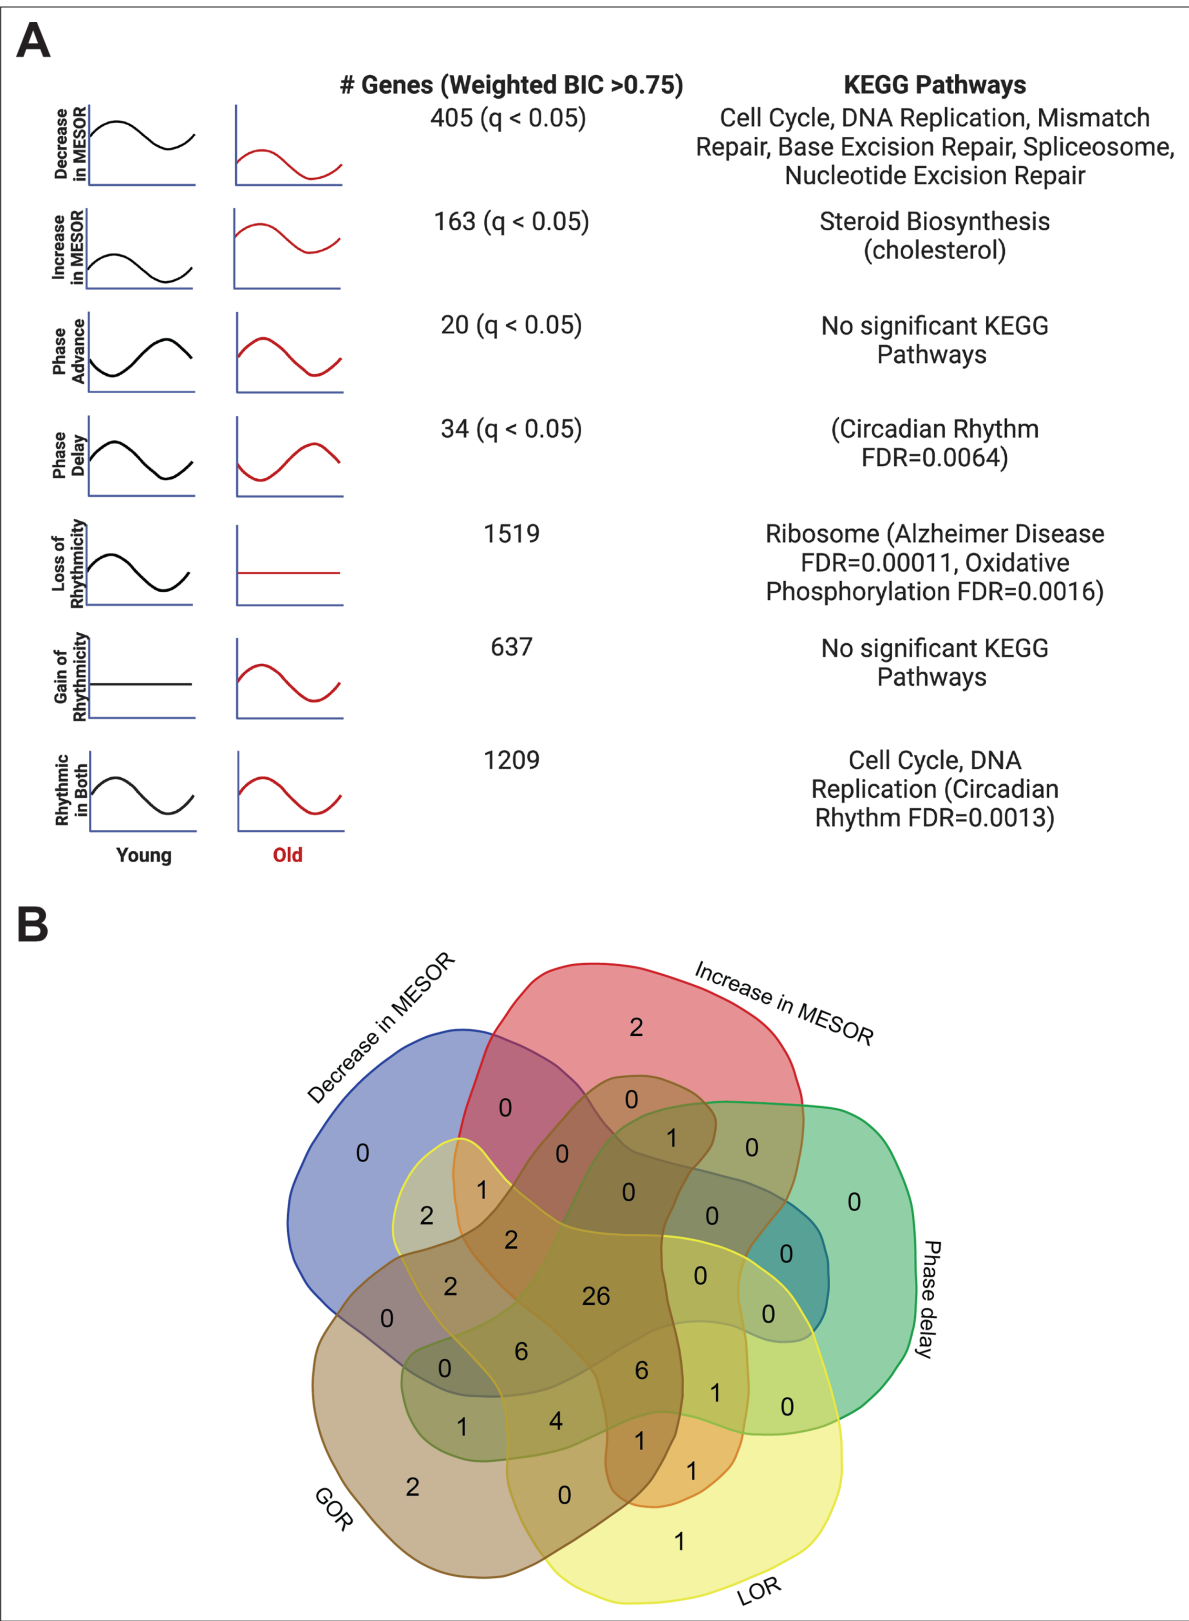 A
# Genes (Weighted BIC >0.75)
KEGG Pathways
Decrease
in MESOR
405 (q < 0.05)
Cell Cycle, DNA Replication, Mismatch
Repair, Base Excision Repair, Spliceosome,
Nucleotide Excision Repair
Increase
in MESOR
163 (q < 0.05)
Steroid Biosynthesis
(cholesterol)
Phase
Advance
20 (q < 0.05)
No significant KEGG
Pathways
Phase
Delay
34 (q < 0.05)
(Circadian Rhythm
FDR=0.0064)
Loss of
Rhythmicity
1519
Ribosome (Alzheimer Disease
FDR=0.00011, Oxidative
Phosphorylation FDR=0.0016)
Gain of
Rhythmicity
637
No significant KEGG
Pathways
Rhythmic
in Both
1209
Cell Cycle, DNA
Replication (Circadian
Rhythm FDR=0.0013)
Young
Old
B
Decrease in MESOR
Increase in MESOR
2
0
0
1
0
0
0
1
0
0
2
0
2
0
0
26
2
0
0
0
6
0
6
1
0
1
4
1
1
2
0
1
Phase delay
GOR
LOR